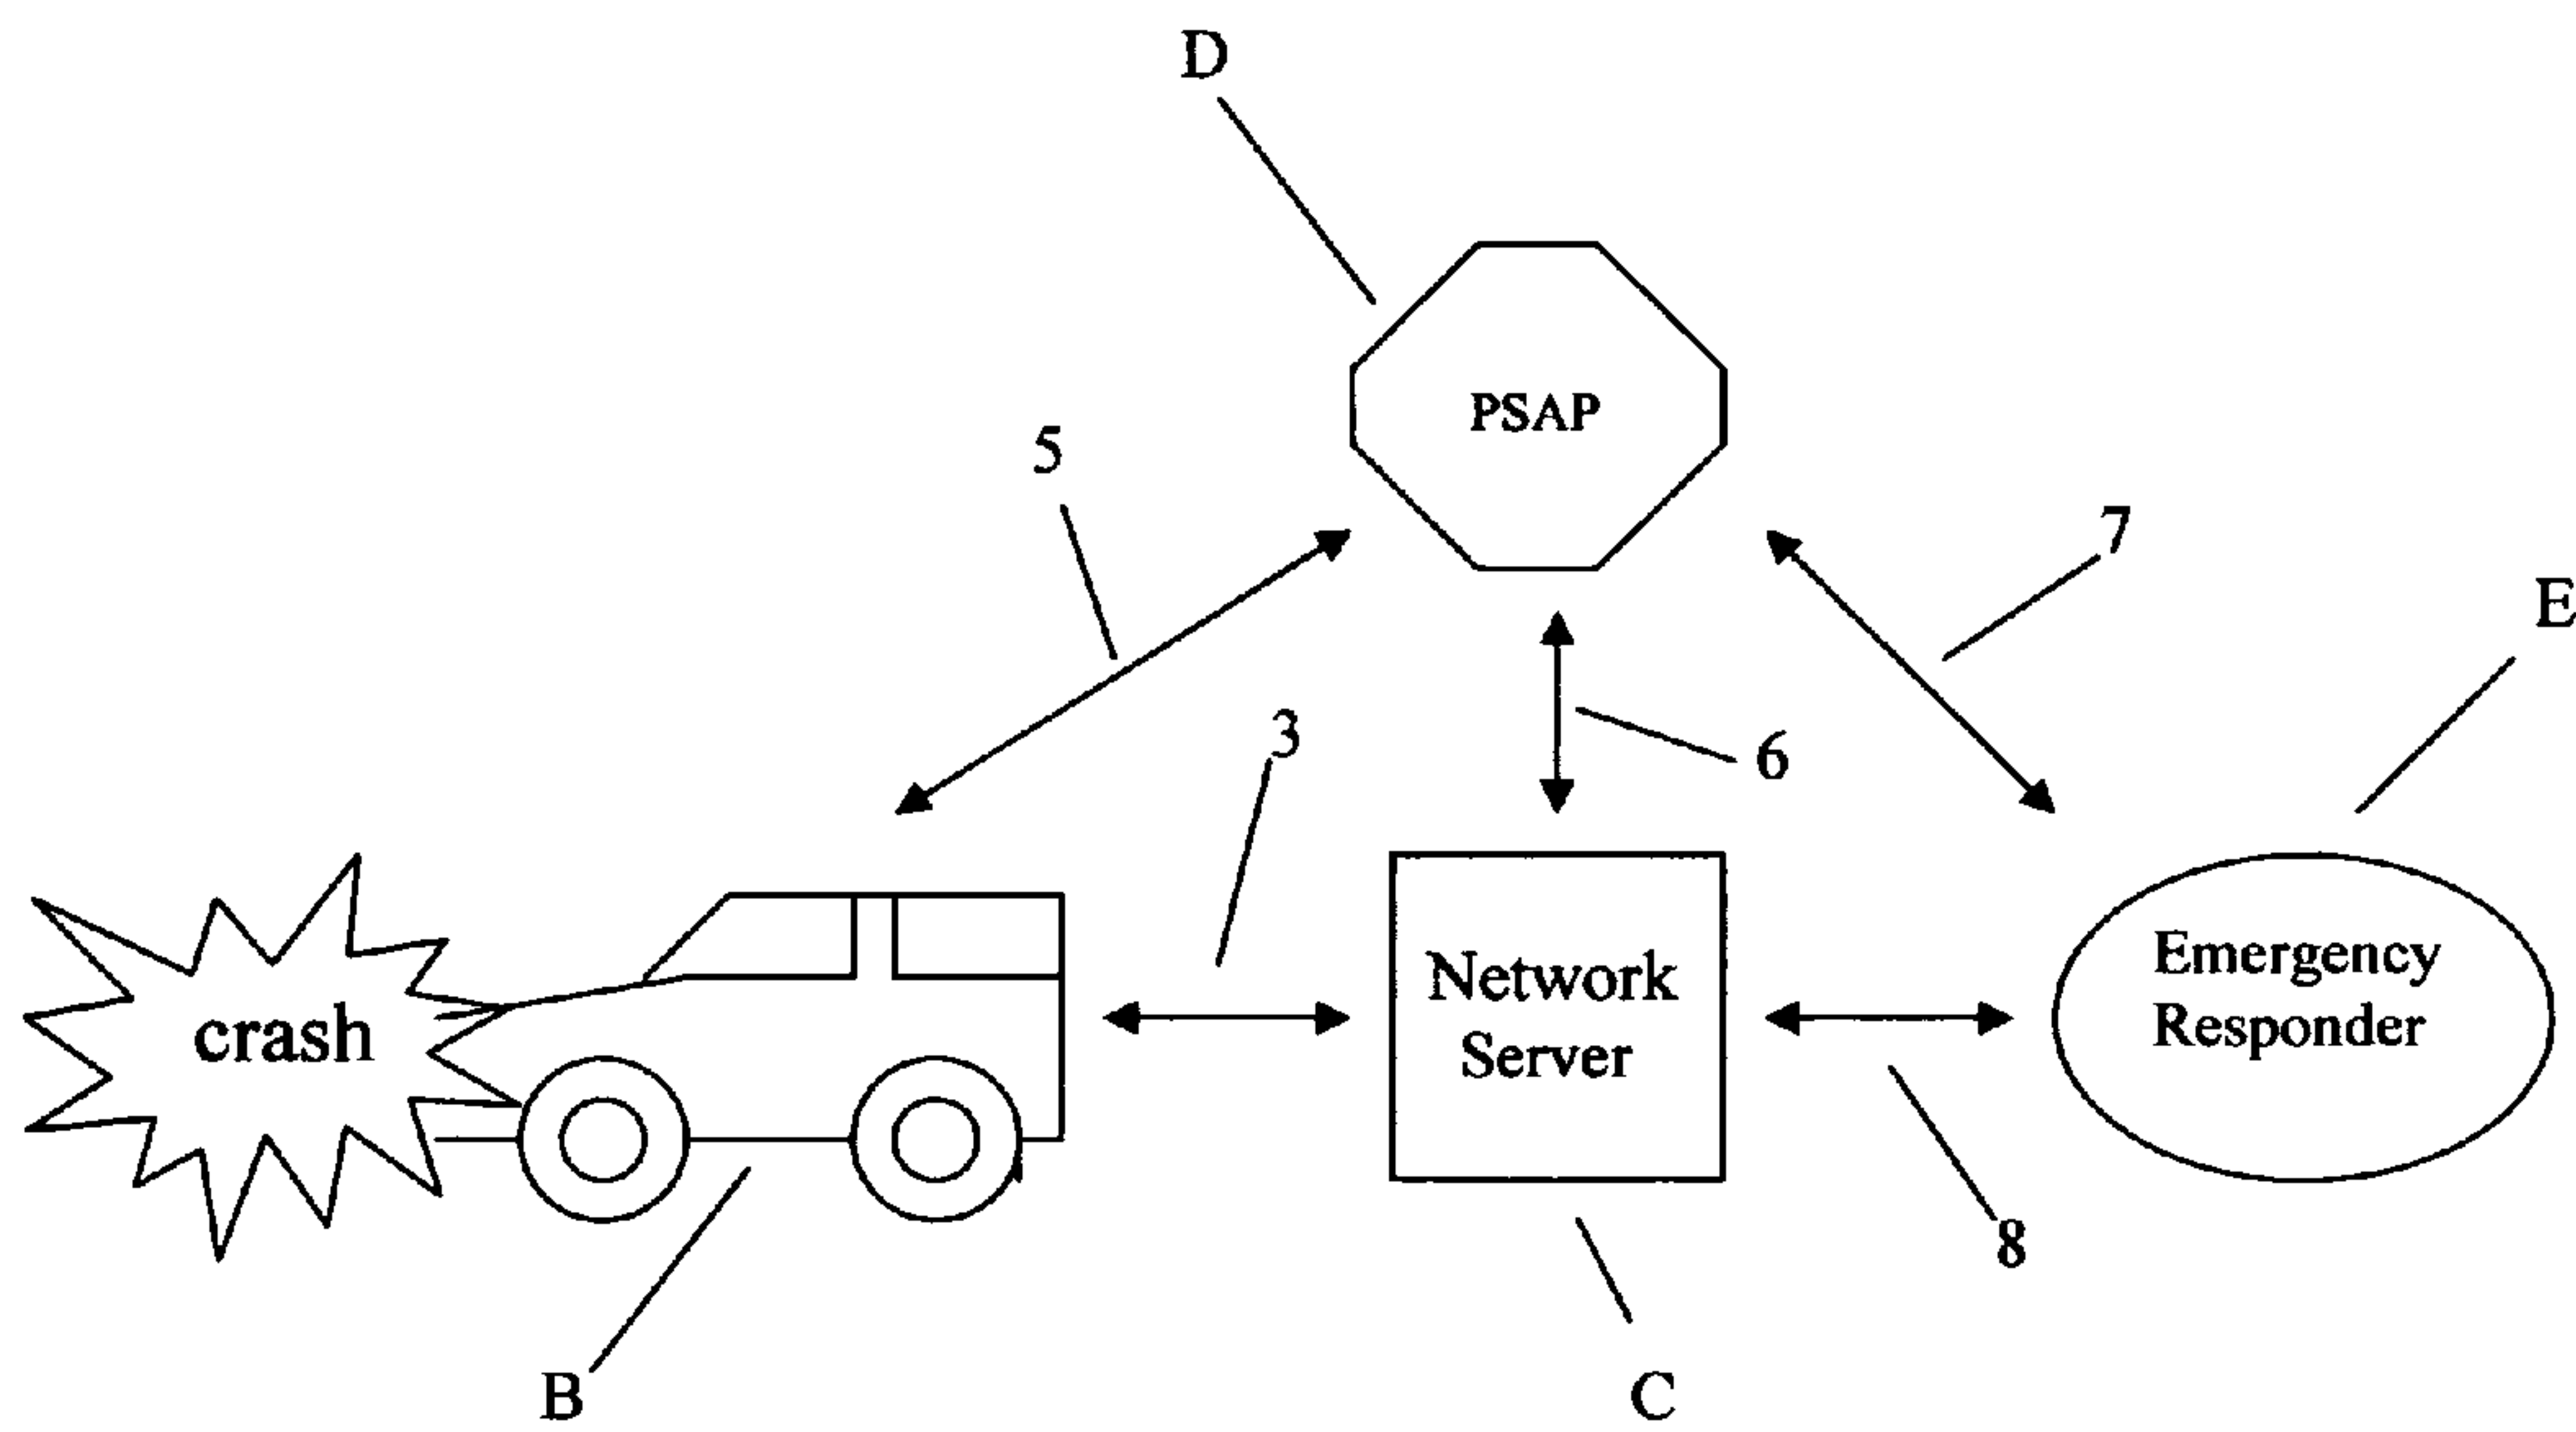 D
PSAP
5
7
E
3
6
crash
Network
Server
Emergency
Responder
8
B
C